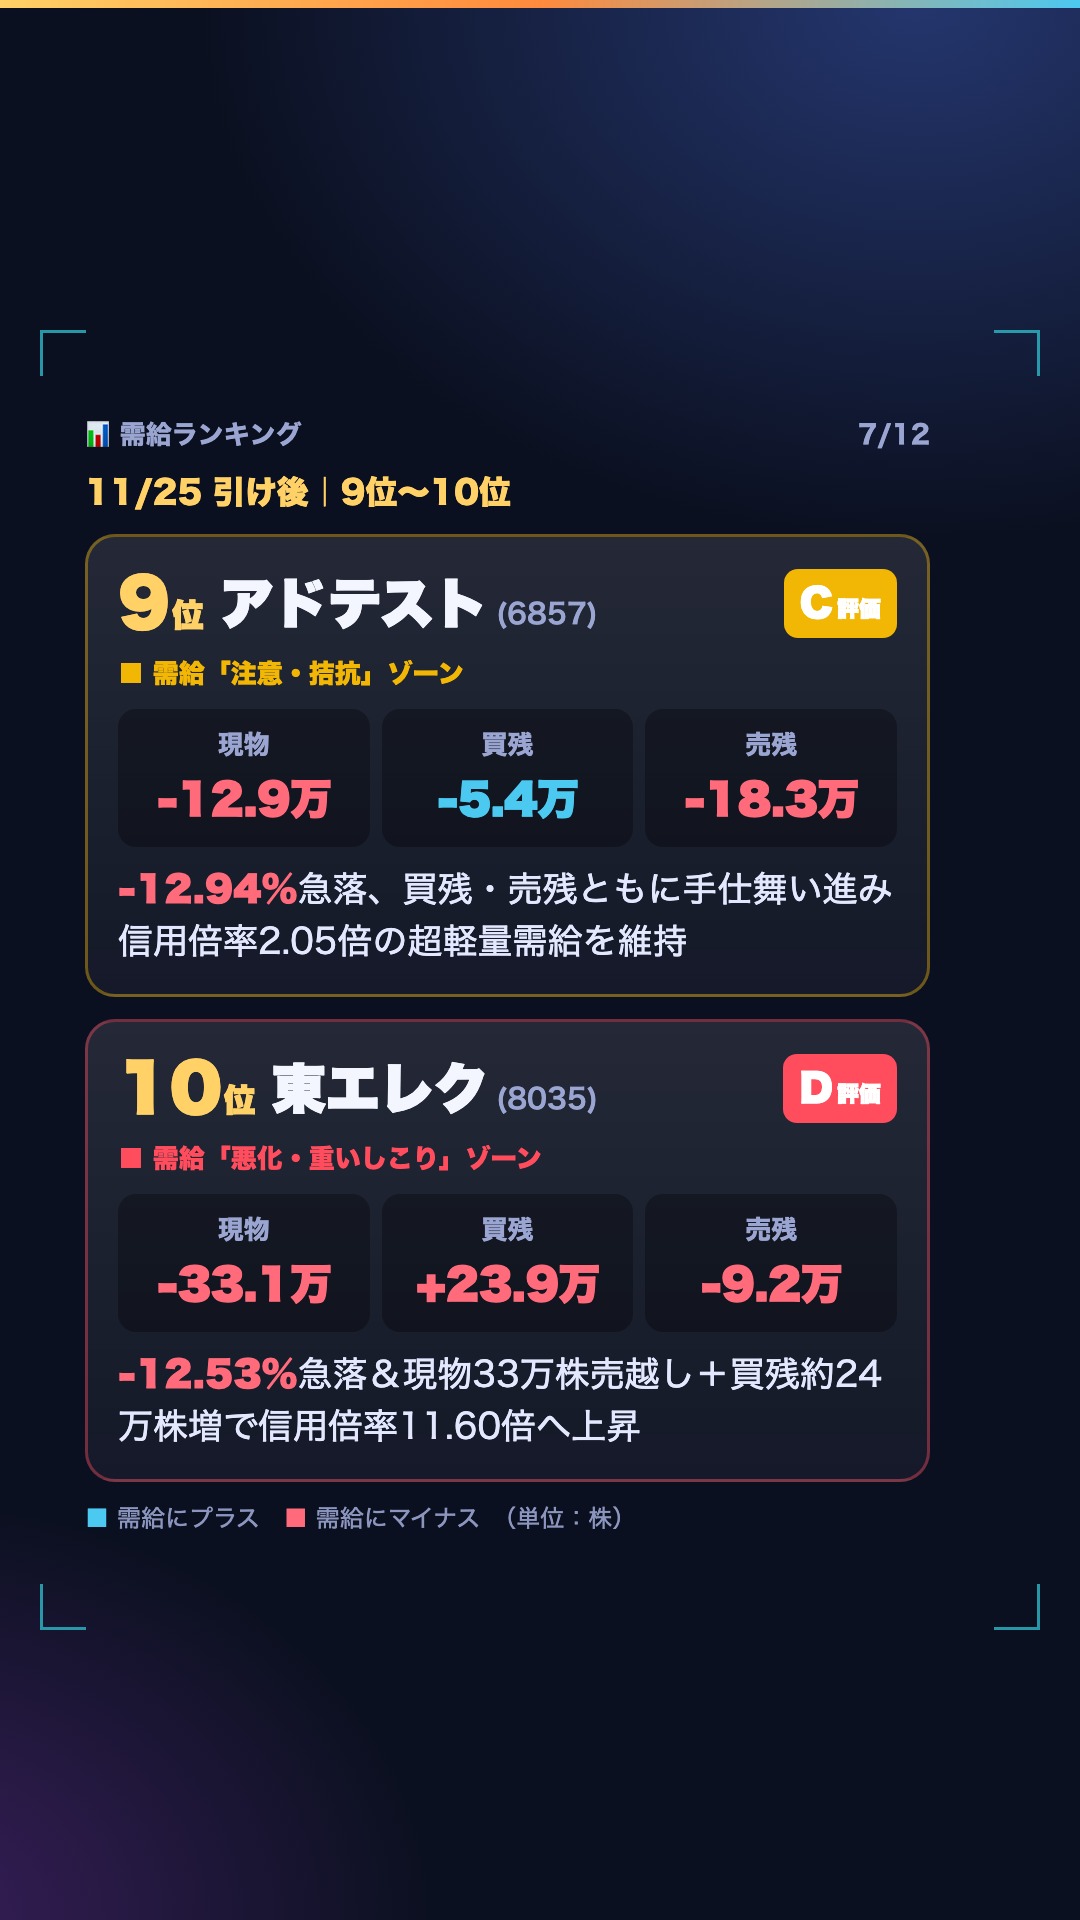 📊 需給ランキング 7/12
11/25 引け後｜9位〜10位
9位 アドテスト (6857) C評価
■ 需給「注意・拮抗」ゾーン
現物 買残 売残
-12.9万 -5.4万 -18.3万
-12.94%急落、買残・売残ともに手仕舞い進み
信用倍率2.05倍の超軽量需給を維持
10位 東エレク (8035) D評価
■ 需給「悪化・重いしこり」ゾーン
現物 買残 売残
-33.1万 +23.9万 -9.2万
-12.53%急落＆現物33万株売越し＋買残約24
万株増で信用倍率11.60倍へ上昇
■ 需給にプラス ■ 需給にマイナス （単位：株）